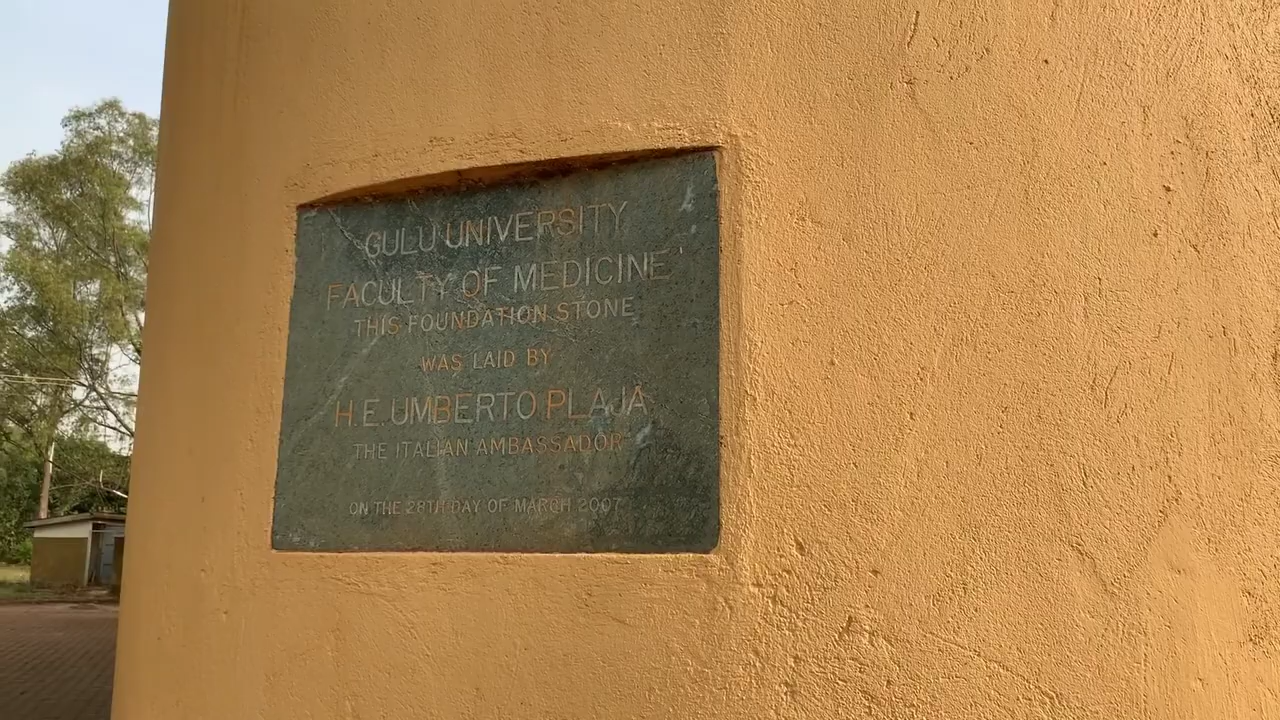 GULU UNIVERSITY
FACULTY OF MEDICINE
THIS FOUNDATION STONE
WAS LAID BY
H.E. UMBERTO PLAJA
THE ITALIAN AMBASSADOR
ON THE 28TH DAY OF MARCH 2007